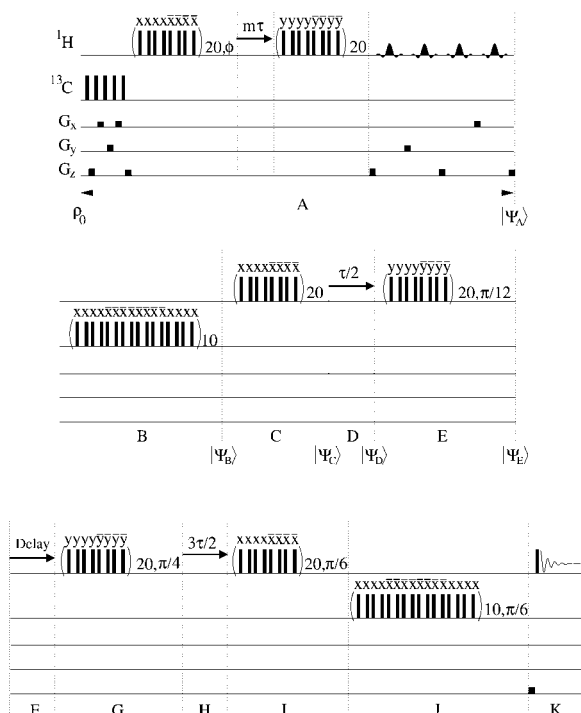 xxxxx̄x̄x̄x̄ mτ yyyyȳȳȳȳ
¹H ( )20,ϕ ( )20
¹³C
Gx
Gy
Gz
ρ0 A |ΨA⟩
xxxxx̄x̄x̄x̄ τ/2 yyyyȳȳȳȳ
( )20 ( )20,π/12
xxxxx̄x̄x̄x̄x̄x̄x̄x̄xxxx
( )10
B C D E
|ΨB⟩ |ΨC⟩ |ΨD⟩ |ΨE⟩
Delay yyyyȳȳȳȳ 3τ/2 xxxxx̄x̄x̄x̄
( )20,π/4 ( )20,π/6
xxxxx̄x̄x̄x̄x̄x̄x̄x̄xxxx
( )10,π/6
F G H I J K